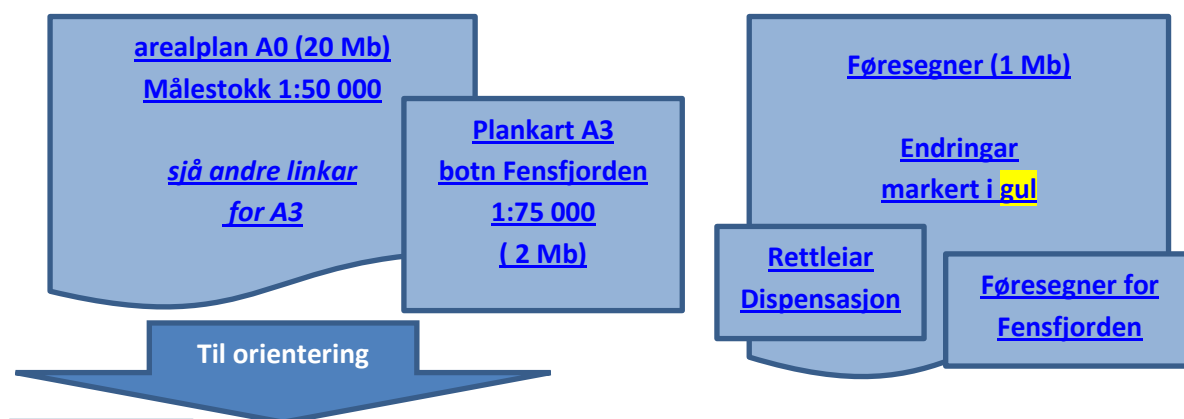 arealplan A0 (20 Mb)
Målestokk 1:50 000
sjå andre linkar
for A3
Plankart A3
botn Fensfjorden
1:75 000
( 2 Mb)
Føresegner (1 Mb)
Endringar
markert i gul
Rettleiar
Dispensasjon
Føresegner for
Fensfjorden
Til orientering